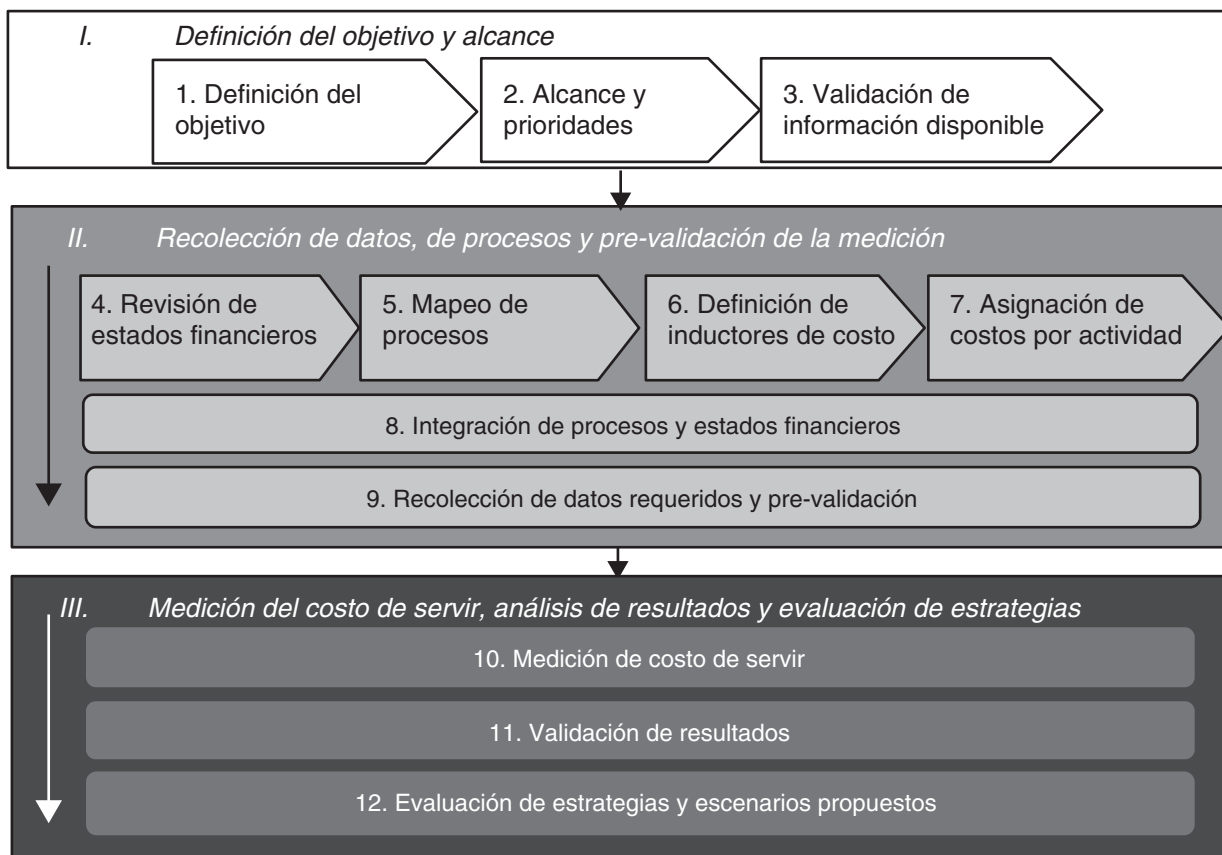 I. Definición del objetivo y alcance
1. Definición del
objetivo
2. Alcance y
prioridades
3. Validación de
información disponible
II. Recolección de datos, de procesos y pre-validación de la medición
4. Revisión de
estados financieros
5. Mapeo de
procesos
6. Definición de
inductores de costo
7. Asignación de
costos por actividad
8. Integración de procesos y estados financieros
9. Recolección de datos requeridos y pre-validación
III. Medición del costo de servir, análisis de resultados y evaluación de estrategias
10. Medición de costo de servir
11. Validación de resultados
12. Evaluación de estrategias y escenarios propuestos